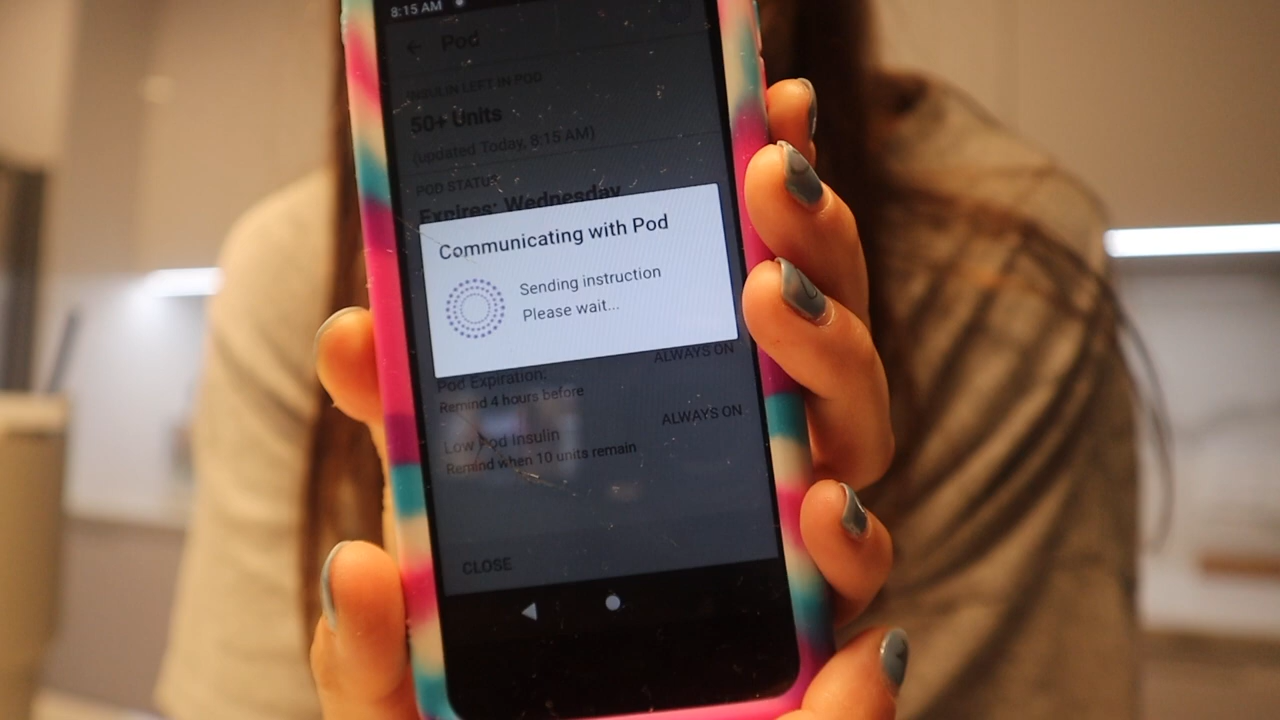 8:15 AM
Pod
INSULIN LEFT IN POD
50+ Units
(updated Today, 8:15 AM)
POD STATUS
Expires: Wednesday
Communicating with Pod
Sending instruction
Please wait...
ALWAYS ON
Pod Expiration:
Remind 4 hours before
ALWAYS ON
Low Pod Insulin
Remind when 10 units remain
CLOSE